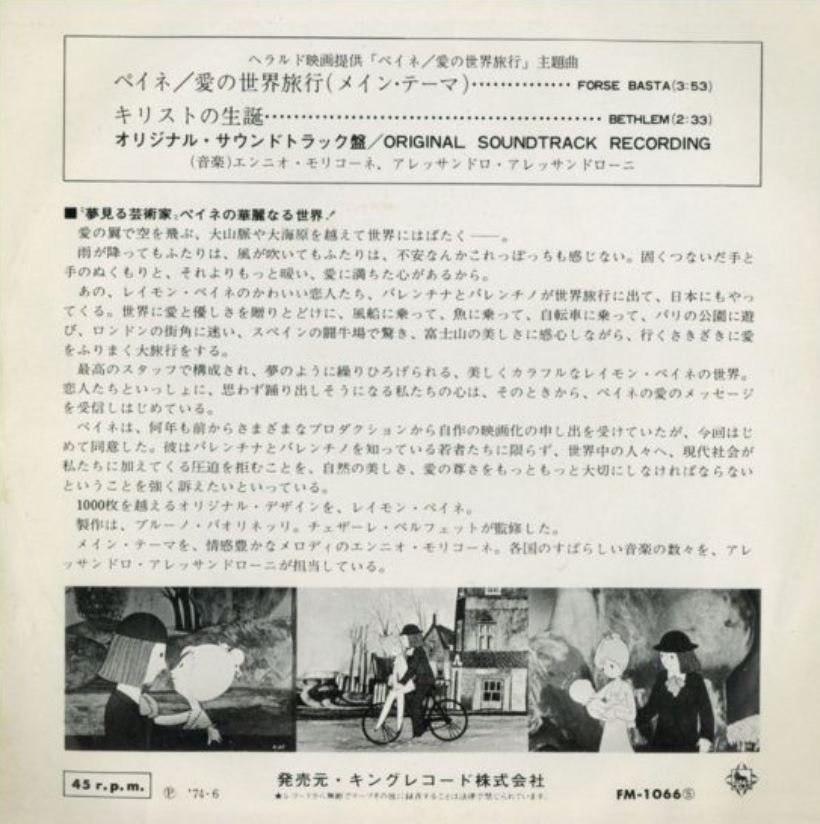 ヘラルド映画提供「ペイネ／愛の世界旅行」主題曲
ペイネ／愛の世界旅行(メイン・テーマ)・・・・・・・・・・・・・ FORSE BASTA(3:53)
キリストの生誕・・・・・・・・・・・・・・・・・・・・・・・・・・・・・・・・・・・・・・・・・・ BETHLEM(2:33)
オリジナル・サウンドトラック盤／ORIGINAL SOUNDTRACK RECORDING
(音楽)エンニオ・モリコーネ、アレッサンドロ・アレッサンドローニ
■「夢見る芸術家」ペイネの華麗なる世界！
愛の翼で空を飛ぶ、大山脈や大海原を越えて世界にはばたく――。
雨が降ってもふたりは、風が吹いてもふたりは、不安なんかこれっぽっちも感じない。固くつないだ手と
手のぬくもりと、それよりもっと暖い、愛に満ちた心があるから。
あの、レイモン・ペイネのかわいい恋人たち、バレンチナとバレンチノが世界旅行に出て、日本にもやっ
てくる。世界に愛と優しさを贈りとどけに、風船に乗って、魚に乗って、自転車に乗って、パリの公園に遊
び、ロンドンの街角に迷い、スペインの闘牛場で驚き、富士山の美しさに感心しながら、行くさきざきに愛
をふりまく大旅行をする。
最高のスタッフで構成され、夢のように繰りひろげられる、美しくカラフルなレイモン・ペイネの世界。
恋人たちといっしょに、思わず踊り出しそうになる私たちの心は、そのときから、ペイネの愛のメッセージ
を受信しはじめている。
ペイネは、何年も前からさまざまなプロダクションから自作の映画化の申し出を受けていたが、今回はじ
めて同意した。彼はバレンチナとバレンチノを知っている若者たちに限らず、世界中の人々へ、現代社会が
私たちに加えてくる圧迫を拒むことを、自然の美しさ、愛の尊さをもっともっと大切にしなければならない
ということを強く訴えたいといっている。
1000枚を越えるオリジナル・デザインを、レイモン・ペイネ。
製作は、ブルーノ・パオリネッリ。チェザーレ・ペルフェットが監修した。
メイン・テーマを、情感豊かなメロディのエンニオ・モリコーネ。各国のすばらしい音楽の数々を、アレ
ッサンドロ・アレッサンドローニが担当している。
45 r.p.m.
Ⓟ '74・6
発売元・キングレコード株式会社
★レコードから無断でテープその他に録音することは法律で禁じられています。
FM-1066Ⓢ